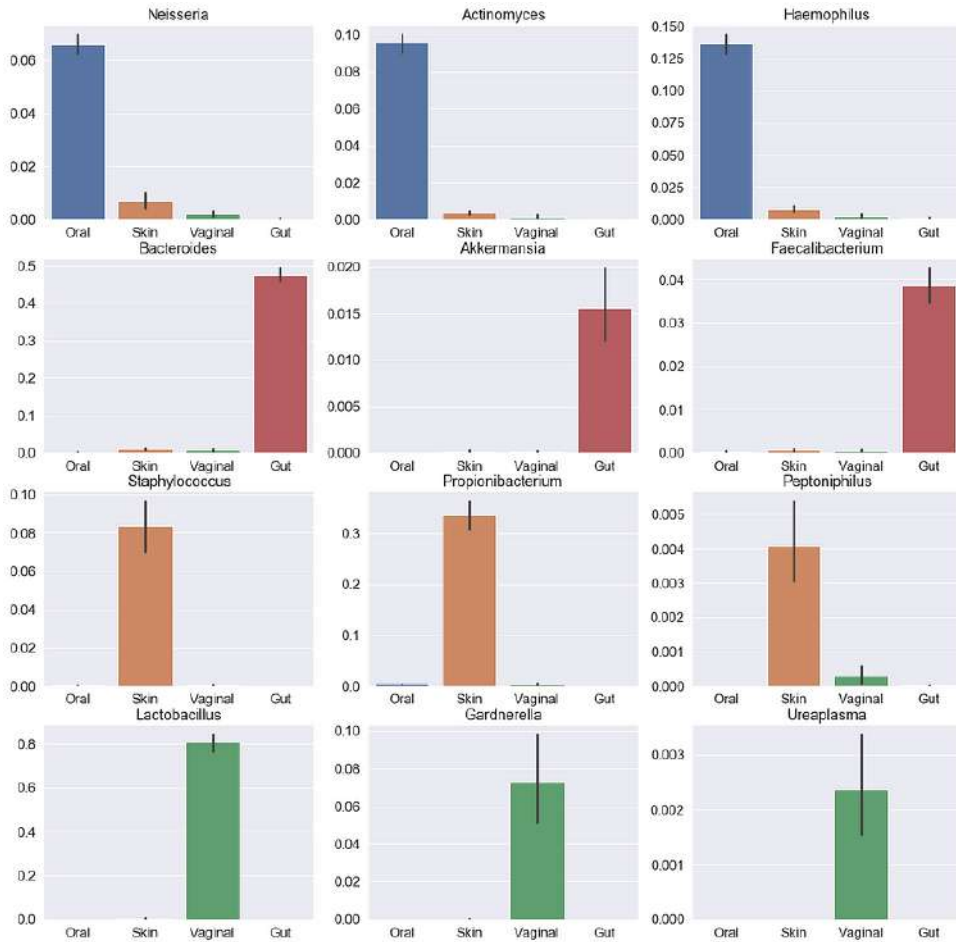 Neisseria
Actinomyces
Haemophilus
0.06
0.04
0.02
0.00
0.10
0.08
0.06
0.04
0.02
0.00
0.150
0.125
0.100
0.075
0.050
0.025
0.000
Oral Skin Vaginal Gut
Oral Skin Vaginal Gut
Oral Skin Vaginal Gut
Bacteroides
Akkermansia
Faecalibacterium
0.5
0.4
0.3
0.2
0.1
0.0
0.020
0.015
0.010
0.005
0.000
0.04
0.03
0.02
0.01
0.00
Oral Skin Vaginal Gut
Oral Skin Vaginal Gut
Oral Skin Vaginal Gut
Staphylococcus
Propionibacterium
Peptoniphilus
0.10
0.08
0.06
0.04
0.02
0.00
0.3
0.2
0.1
0.0
0.005
0.004
0.003
0.002
0.001
0.000
Oral Skin Vaginal Gut
Oral Skin Vaginal Gut
Oral Skin Vaginal Gut
Lactobacillus
Gardnerella
Ureaplasma
0.8
0.6
0.4
0.2
0.0
0.10
0.08
0.06
0.04
0.02
0.00
0.003
0.002
0.001
0.000
Oral Skin Vaginal Gut
Oral Skin Vaginal Gut
Oral Skin Vaginal Gut